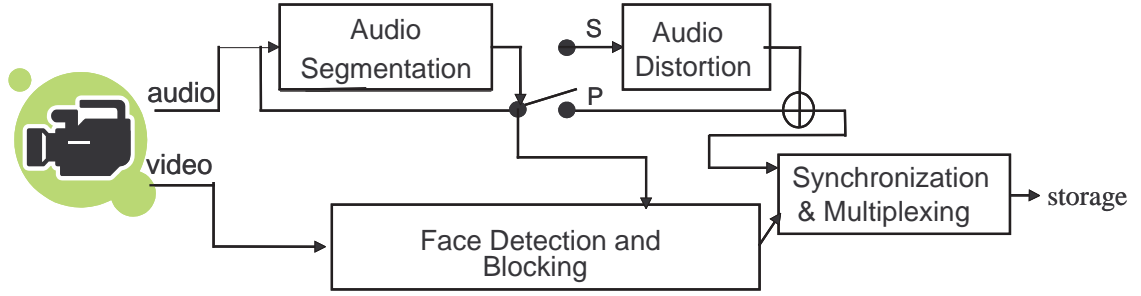 Audio
Segmentation
S
Audio
Distortion
audio
P
video
Synchronization
& Multiplexing
storage
Face Detection and
Blocking